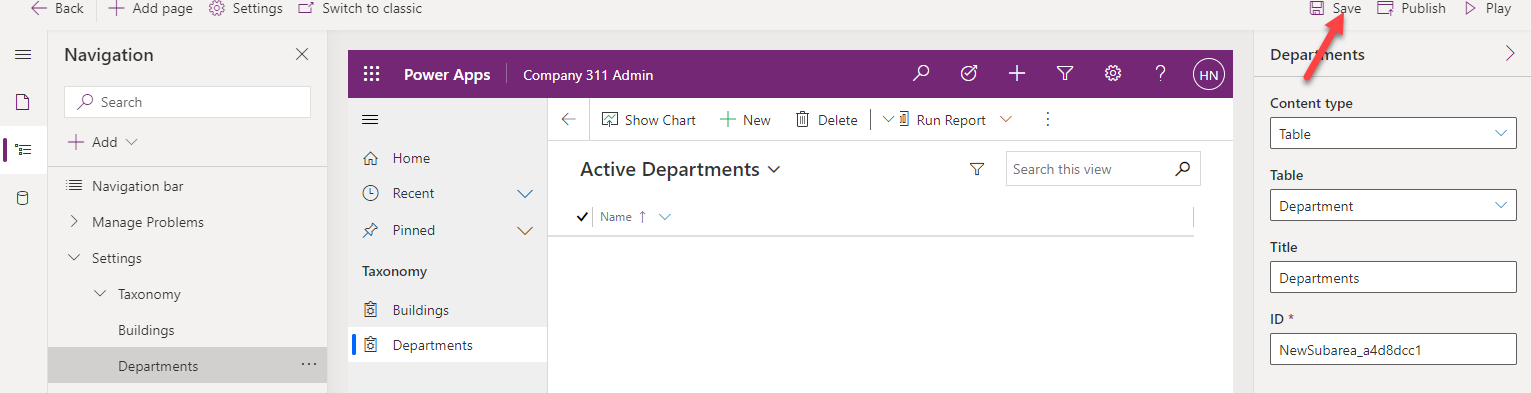 Back
Add page
Settings
Switch to classic
Save
Publish
Play
Navigation
Search
Add
Navigation bar
Manage Problems
Settings
Taxonomy
Buildings
Departments
Power Apps
Company 311 Admin
HN
Home
Recent
Pinned
Taxonomy
Buildings
Departments
Show Chart
New
Delete
Run Report
Active Departments
Search this view
Name
Departments
Content type
Table
Table
Department
Title
Departments
ID *
NewSubarea_a4d8dcc1